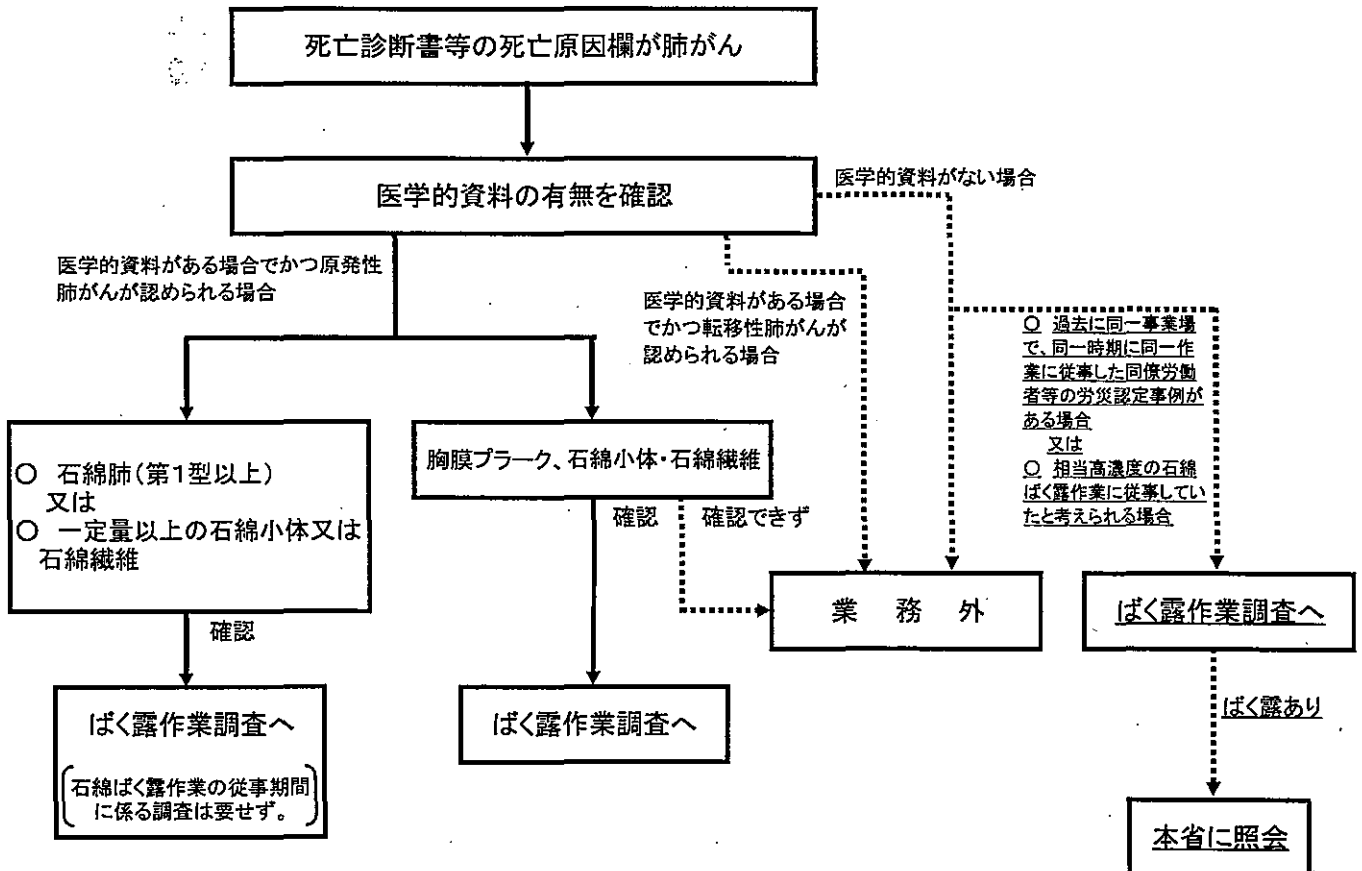 死亡診断書等の死亡原因欄が肺がん
医学的資料の有無を確認
医学的資料がない場合
医学的資料がある場合でかつ原発性
肺がんが認められる場合
医学的資料がある場合
でかつ転移性肺がんが
認められる場合
○ 過去に同一事業場
で、同一時期に同一作
業に従事した同僚労働
者等の労災認定事例が
ある場合
又は
○ 相当高濃度の石綿
ばく露作業に従事してい
たと考えられる場合
○ 石綿肺(第1型以上)
又は
○ 一定量以上の石綿小体又は
石綿繊維
胸膜プラーク、石綿小体・石綿繊維
確認
確認できず
業 務 外
ばく露作業調査へ
確認
ばく露作業調査へ
石綿ばく露作業の従事期間
に係る調査は要せず。
ばく露作業調査へ
ばく露あり
本省に照会